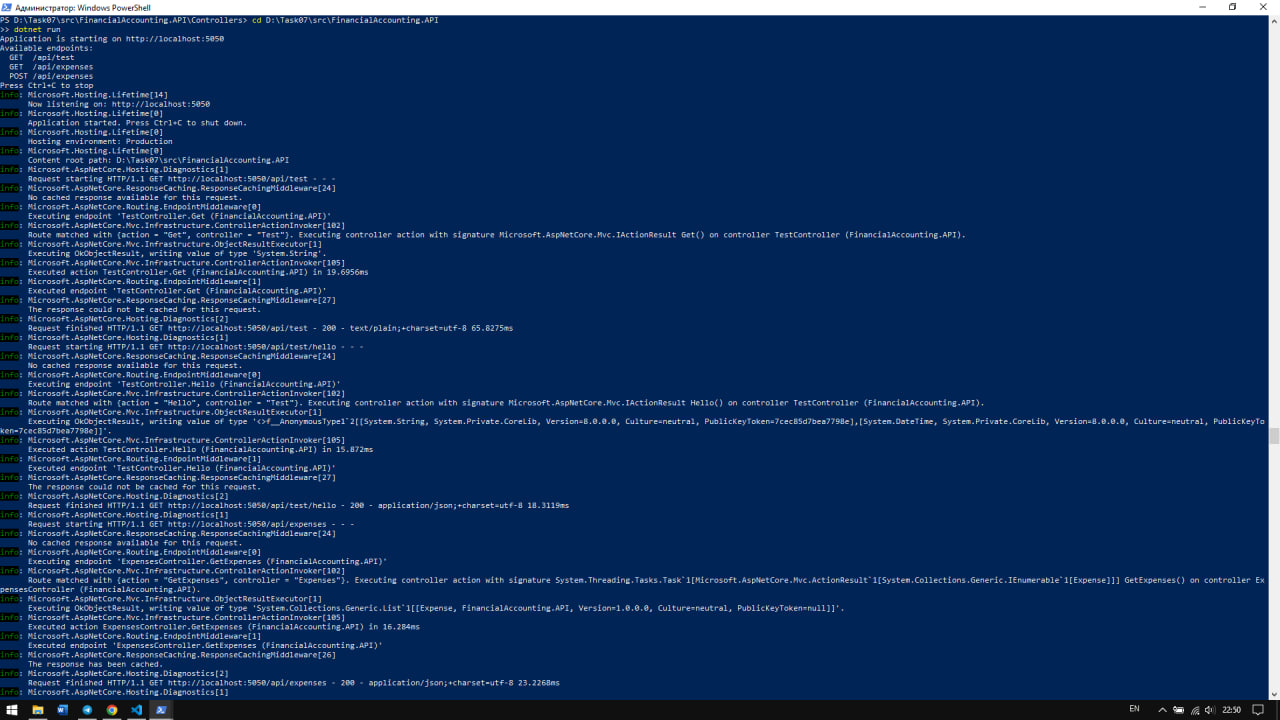 Администратор: Windows PowerShell
PS D:\Task07\src\FinancialAccounting.API\Controllers> cd D:\Task07\src\FinancialAccounting.API
>> dotnet run
Application is starting on http://localhost:5050
Available endpoints:
  GET  /api/test
  GET  /api/expenses
  POST /api/expenses
Press Ctrl+C to stop
info: Microsoft.Hosting.Lifetime[14]
      Now listening on: http://localhost:5050
info: Microsoft.Hosting.Lifetime[0]
      Application started. Press Ctrl+C to shut down.
info: Microsoft.Hosting.Lifetime[0]
      Hosting environment: Production
info: Microsoft.Hosting.Lifetime[0]
      Content root path: D:\Task07\src\FinancialAccounting.API
info: Microsoft.AspNetCore.Hosting.Diagnostics[1]
      Request starting HTTP/1.1 GET http://localhost:5050/api/test - - -
info: Microsoft.AspNetCore.ResponseCaching.ResponseCachingMiddleware[24]
      No cached response available for this request.
info: Microsoft.AspNetCore.Routing.EndpointMiddleware[0]
      Executing endpoint 'TestController.Get (FinancialAccounting.API)'
info: Microsoft.AspNetCore.Mvc.Infrastructure.ControllerActionInvoker[102]
      Route matched with {action = "Get", controller = "Test"}. Executing controller action with signature Microsoft.AspNetCore.Mvc.IActionResult Get() on controller TestController (FinancialAccounting.API).
info: Microsoft.AspNetCore.Mvc.Infrastructure.ObjectResultExecutor[1]
      Executing OkObjectResult, writing value of type 'System.String'.
info: Microsoft.AspNetCore.Mvc.Infrastructure.ControllerActionInvoker[105]
      Executed action TestController.Get (FinancialAccounting.API) in 19.6956ms
info: Microsoft.AspNetCore.Routing.EndpointMiddleware[1]
      Executed endpoint 'TestController.Get (FinancialAccounting.API)'
info: Microsoft.AspNetCore.ResponseCaching.ResponseCachingMiddleware[27]
      The response could not be cached for this request.
info: Microsoft.AspNetCore.Hosting.Diagnostics[2]
      Request finished HTTP/1.1 GET http://localhost:5050/api/test - 200 - text/plain;+charset=utf-8 65.8275ms
info: Microsoft.AspNetCore.Hosting.Diagnostics[1]
      Request starting HTTP/1.1 GET http://localhost:5050/api/test/hello - - -
info: Microsoft.AspNetCore.ResponseCaching.ResponseCachingMiddleware[24]
      No cached response available for this request.
info: Microsoft.AspNetCore.Routing.EndpointMiddleware[0]
      Executing endpoint 'TestController.Hello (FinancialAccounting.API)'
info: Microsoft.AspNetCore.Mvc.Infrastructure.ControllerActionInvoker[102]
      Route matched with {action = "Hello", controller = "Test"}. Executing controller action with signature Microsoft.AspNetCore.Mvc.IActionResult Hello() on controller TestController (FinancialAccounting.API).
info: Microsoft.AspNetCore.Mvc.Infrastructure.ObjectResultExecutor[1]
      Executing OkObjectResult, writing value of type '<>f__AnonymousType1`2[[System.String, System.Private.CoreLib, Version=8.0.0.0, Culture=neutral, PublicKeyToken=7cec85d7bea7798e],[System.DateTime, System.Private.CoreLib, Version=8.0.0.0, Culture=neutral, PublicKeyTo
ken=7cec85d7bea7798e]]'.
info: Microsoft.AspNetCore.Mvc.Infrastructure.ControllerActionInvoker[105]
      Executed action TestController.Hello (FinancialAccounting.API) in 15.872ms
info: Microsoft.AspNetCore.Routing.EndpointMiddleware[1]
      Executed endpoint 'TestController.Hello (FinancialAccounting.API)'
info: Microsoft.AspNetCore.ResponseCaching.ResponseCachingMiddleware[27]
      The response could not be cached for this request.
info: Microsoft.AspNetCore.Hosting.Diagnostics[2]
      Request finished HTTP/1.1 GET http://localhost:5050/api/test/hello - 200 - application/json;+charset=utf-8 18.3119ms
info: Microsoft.AspNetCore.Hosting.Diagnostics[1]
      Request starting HTTP/1.1 GET http://localhost:5050/api/expenses - - -
info: Microsoft.AspNetCore.ResponseCaching.ResponseCachingMiddleware[24]
      No cached response available for this request.
info: Microsoft.AspNetCore.Routing.EndpointMiddleware[0]
      Executing endpoint 'ExpensesController.GetExpenses (FinancialAccounting.API)'
info: Microsoft.AspNetCore.Mvc.Infrastructure.ControllerActionInvoker[102]
      Route matched with {action = "GetExpenses", controller = "Expenses"}. Executing controller action with signature System.Threading.Tasks.Task`1[Microsoft.AspNetCore.Mvc.ActionResult`1[System.Collections.Generic.IEnumerable`1[Expense]]] GetExpenses() on controller Exp
ensesController (FinancialAccounting.API).
info: Microsoft.AspNetCore.Mvc.Infrastructure.ObjectResultExecutor[1]
      Executing OkObjectResult, writing value of type 'System.Collections.Generic.List`1[[Expense, FinancialAccounting.API, Version=1.0.0.0, Culture=neutral, PublicKeyToken=null]]'.
info: Microsoft.AspNetCore.Mvc.Infrastructure.ControllerActionInvoker[105]
      Executed action ExpensesController.GetExpenses (FinancialAccounting.API) in 16.284ms
info: Microsoft.AspNetCore.Routing.EndpointMiddleware[1]
      Executed endpoint 'ExpensesController.GetExpenses (FinancialAccounting.API)'
info: Microsoft.AspNetCore.ResponseCaching.ResponseCachingMiddleware[26]
      The response has been cached.
info: Microsoft.AspNetCore.Hosting.Diagnostics[2]
      Request finished HTTP/1.1 GET http://localhost:5050/api/expenses - 200 - application/json;+charset=utf-8 23.2268ms
info: Microsoft.AspNetCore.Hosting.Diagnostics[1]
EN 22:50